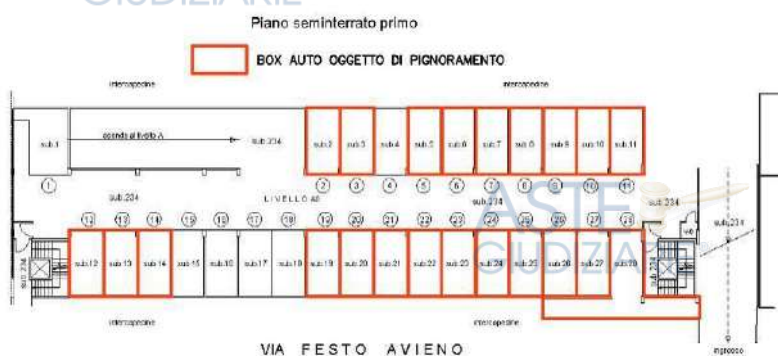 GIUDIZIARIE
Piano seminterrato primo
BOX AUTO OGGETTO DI PIGNORAMENTO
intercapedine intercapedine
sub.1 scende al livello A sub.234 sub.2 sub.3 sub.4 sub.5 sub.6 sub.7 sub.8 sub.9 sub.10 sub.11
1 2 3 4 5 6 7 8 9 10 11
sub.234 LIVELLO A0 sub.234 sub.234 sub.234
ASTE
12 13 14 15 16 17 18 19 20 21 22 23 24 25 26 27 28
sub.234 sub.12 sub.13 sub.14 sub.15 sub.16 sub.17 sub.18 sub.19 sub.20 sub.21 sub.22 sub.23 sub.24 sub.25 sub.26 sub.27 sub.28 sub.234
GIUDIZIARIE
intercapedine intercapedine
VIA FESTO AVIENO
ingresso